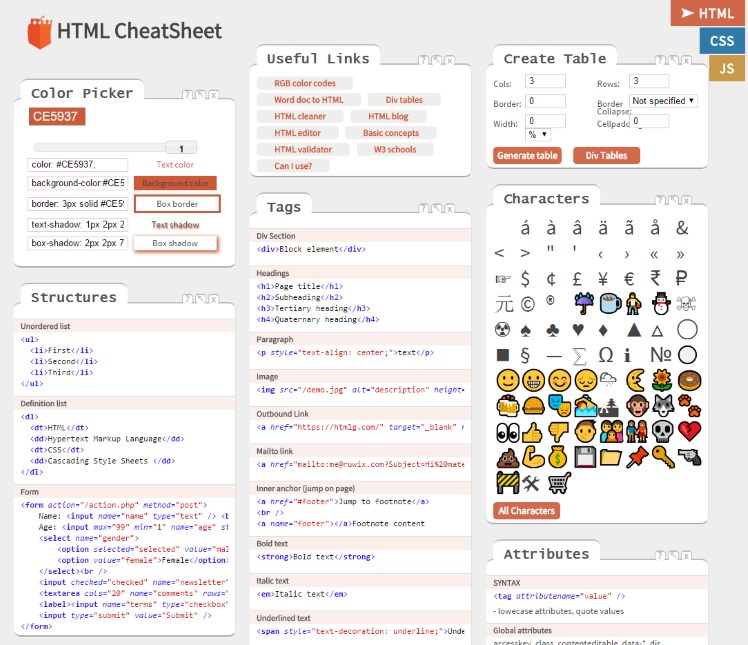 HTML CheatSheet
HTML
CSS
JS
Color Picker
CE5937
1
color: #CE5937;
Text color
background-color:#CE5
Background color
border: 3px solid #CE5
Box border
text-shadow: 1px 2px 2
Text shadow
box-shadow: 2px 2px 7
Box shadow
Structures
Unordered list
<ul>
<li>First</li>
<li>Second</li>
<li>Third</li>
</ul>
Definition list
<dl>
<dt>HTML</dt>
<dd>Hypertext Markup Language</dd>
<dt>CSS</dt>
<dd>Cascading Style Sheets </dd>
</dl>
Form
<form action="/action.php" method="post">
Name: <input name="name" type="text" /> <b
Age: <input max="99" min="1" name="age" st
<select name="gender">
<option selected="selected" value="mal
<option value="female">Female</option>
</select><br />
<input checked="checked" name="newsletter"
<textarea cols="20" name="comments" rows="
<label><input name="terms" type="checkbox"
<input type="submit" value="Submit" />
</form>
Useful Links
RGB color codes
Word doc to HTML
Div tables
HTML cleaner
HTML blog
HTML editor
Basic concepts
HTML validator
W3 schools
Can I use?
Tags
Div Section
<div>Block element</div>
Headings
<h1>Page title</h1>
<h2>Subheading</h2>
<h3>Tertiary heading</h3>
<h4>Quaternary heading</h4>
Paragraph
<p style="text-align: center;">text</p>
Image
<img src="/demo.jpg" alt="description" height=
Outbound Link
<a href="https://htmlg.com/" target="_blank" r
Mailto link
<a href="mailto:me@ruwix.com?Subject=Hi%20mate
Inner anchor (jump on page)
<a href="#footer">Jump to footnote</a>
<br />
<a name="footer"></a>Footnote content
Bold text
<strong>Bold text</strong>
Italic text
<em>Italic text</em>
Underlined text
<span style="text-decoration: underline;">Unde
Create Table
Cols: 3 Rows: 3
Border: 0 Border Collapse: Not specified
Width: 0 Cellpadding: 0
%
Generate table
Div Tables
Characters
á à â ä ã å &
< > " ' ‹ › « »
☞ $ ¢ £ ¥ € ₹ ₽
元 © ®
♠ ♣ ♥ ♦
§ — ∑ Ω ℹ №
All Characters
Attributes
SYNTAX
<tag attributename="value" />
- lowercase attributes, quote values
Global attributes
accesskey, class, contenteditable, data-*, dir,